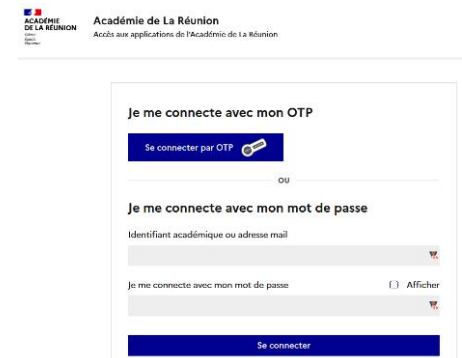 ACADÉMIE
DE LA RÉUNION
Académie de La Réunion
Accès aux applications de l'Académie de La Réunion
Je me connecte avec mon OTP
Se connecter par OTP
OU
Je me connecte avec mon mot de passe
Identifiant académique ou adresse mail
Je me connecte avec mon mot de passe
Afficher
Se connecter